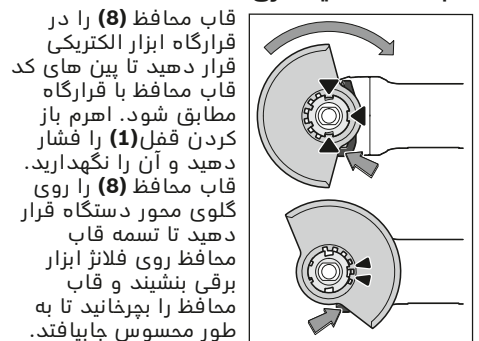 قاب محافظ (8) را در
قرارگاه ابزار الکتریکی
قرار دهید تا پین های کد
قاب محافظ با قرارگاه
مطابق شود. اهرم باز
کردن قفل(1) را فشار
دهید و آن را نگهدارید.
قاب محافظ (8) را روی
گلوی محور دستگاه قرار
دهید تا تسمه قاب
محافظ روی فلانژ ابزار
برقی بنشیند و قاب
محافظ را بچرخانید تا به
طور محسوس جابیافتد.